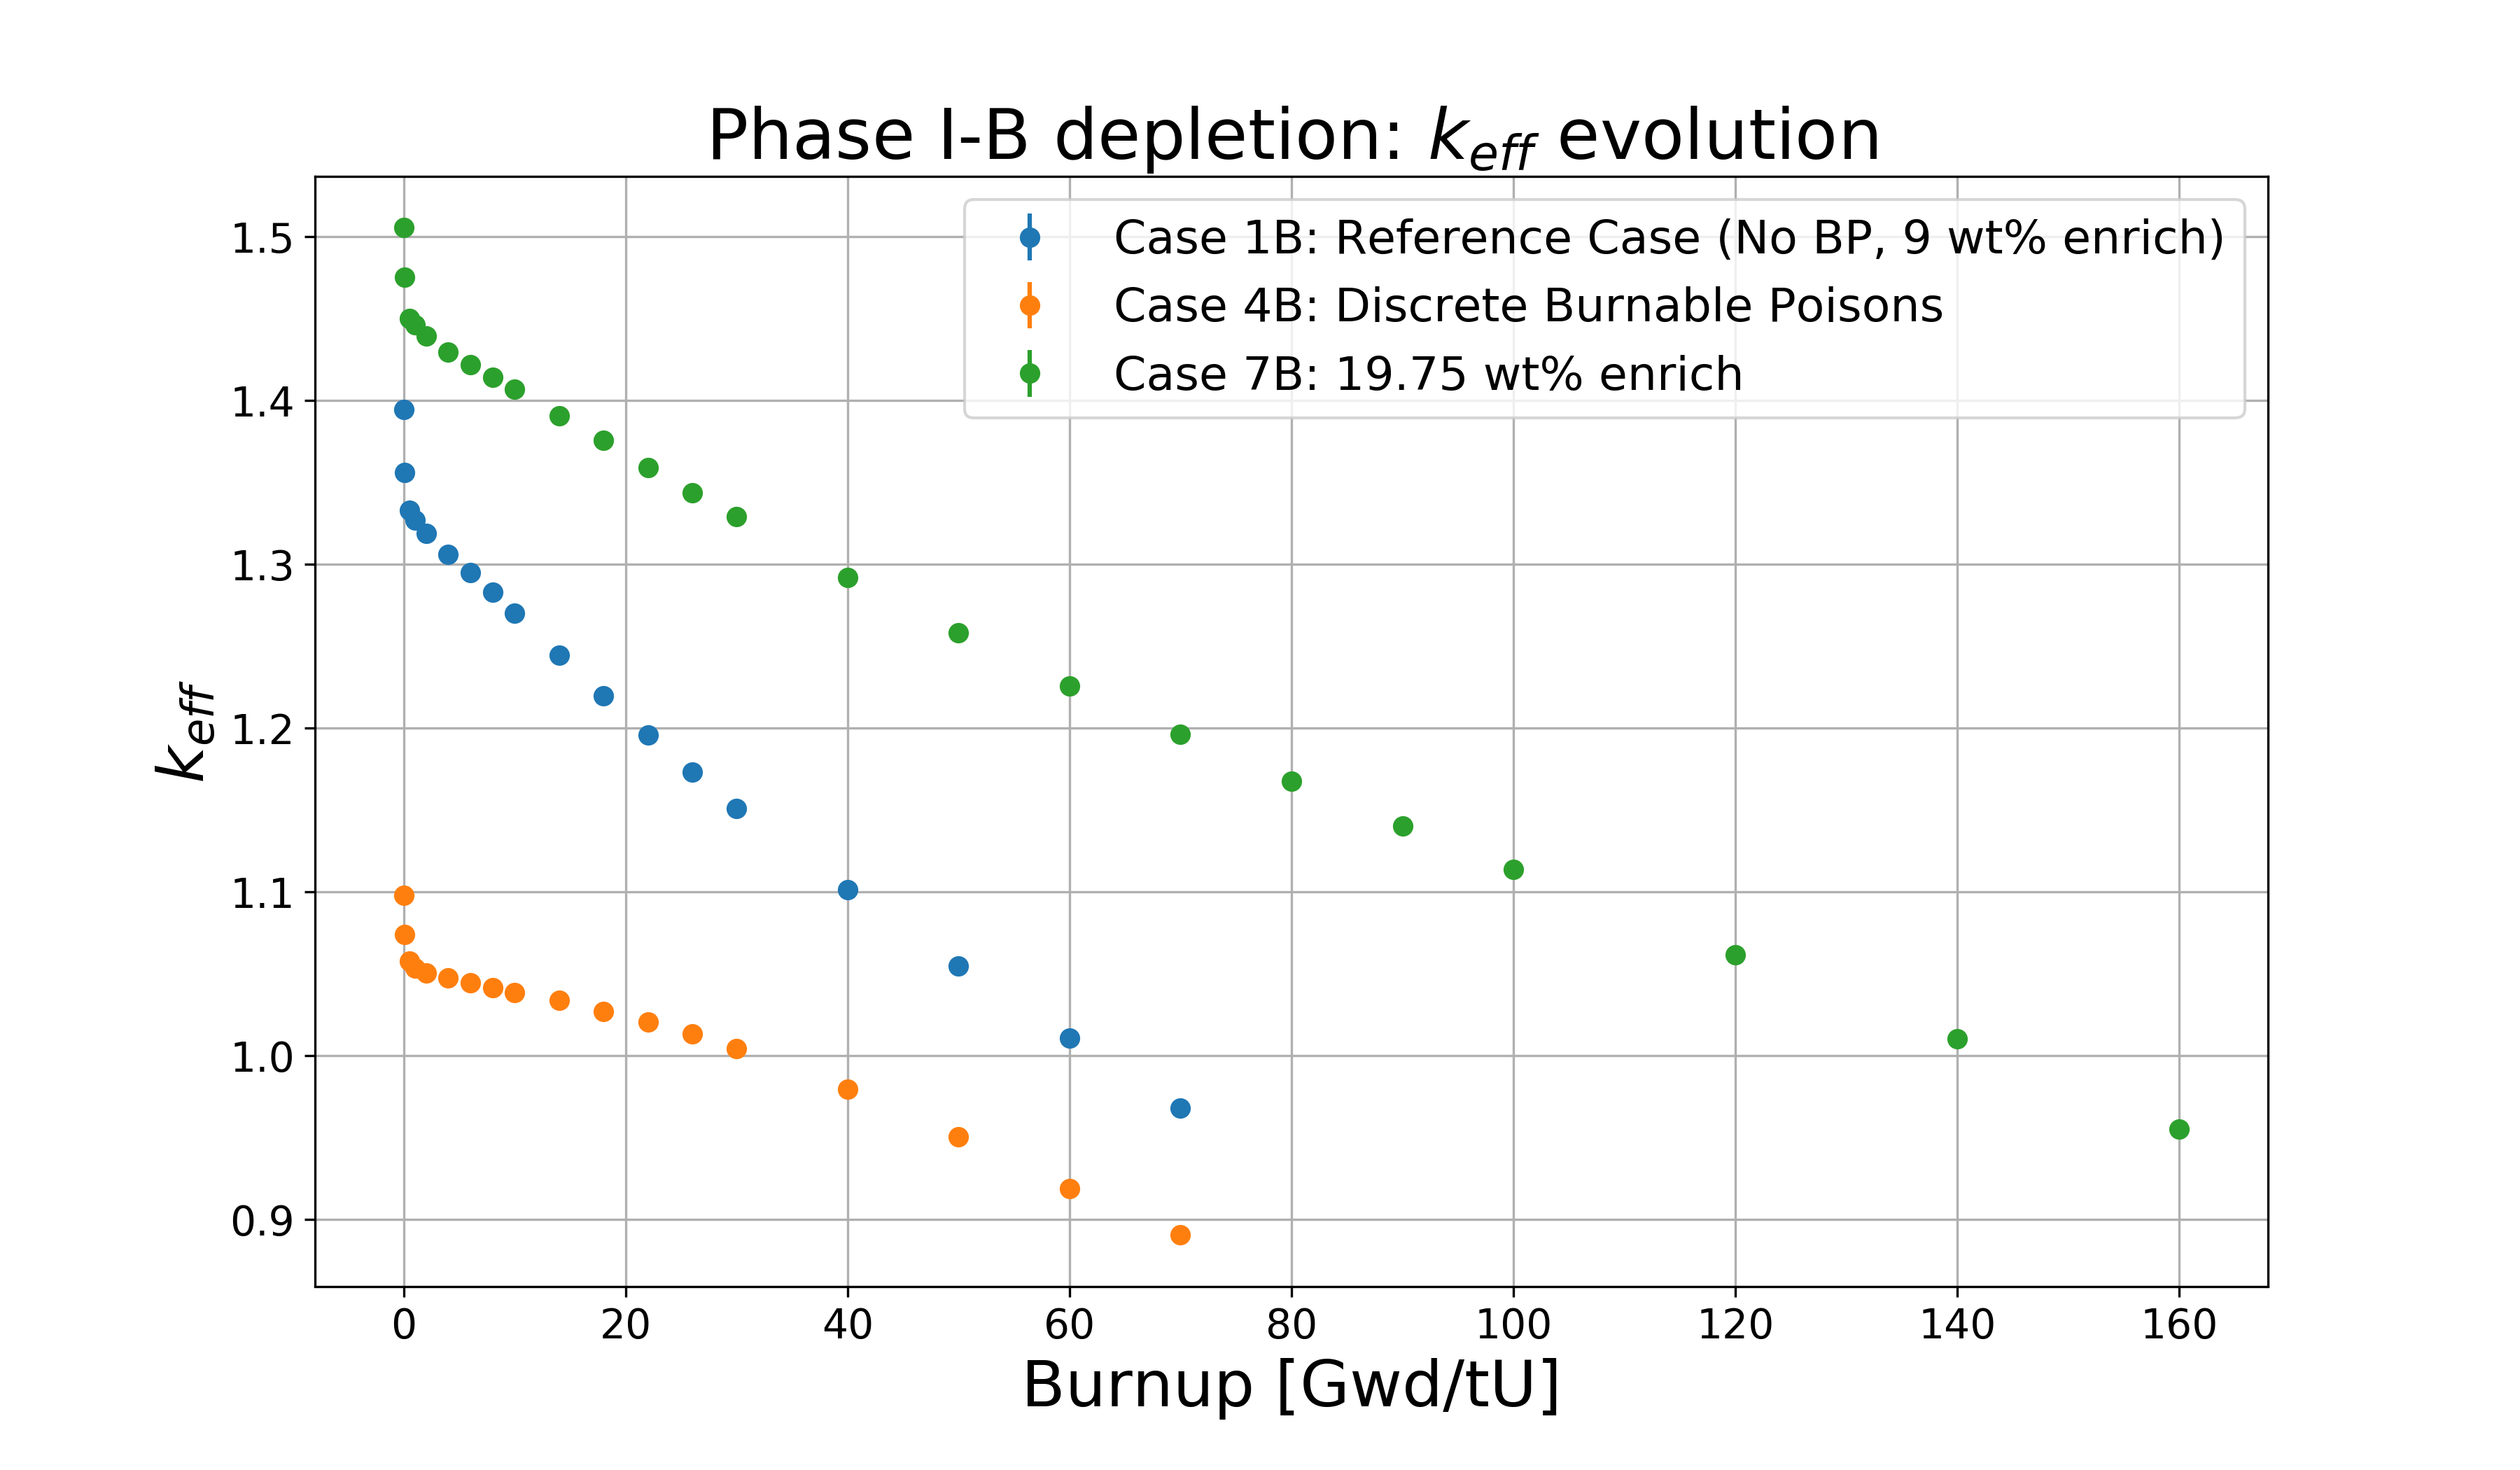 Phase I-B depletion: k_eff evolution
Case 1B: Reference Case (No BP, 9 wt% enrich)
Case 4B: Discrete Burnable Poisons
Case 7B: 19.75 wt% enrich
k_eff
1.5
1.4
1.3
1.2
1.1
1.0
0.9
0 20 40 60 80 100 120 140 160
Burnup [Gwd/tU]